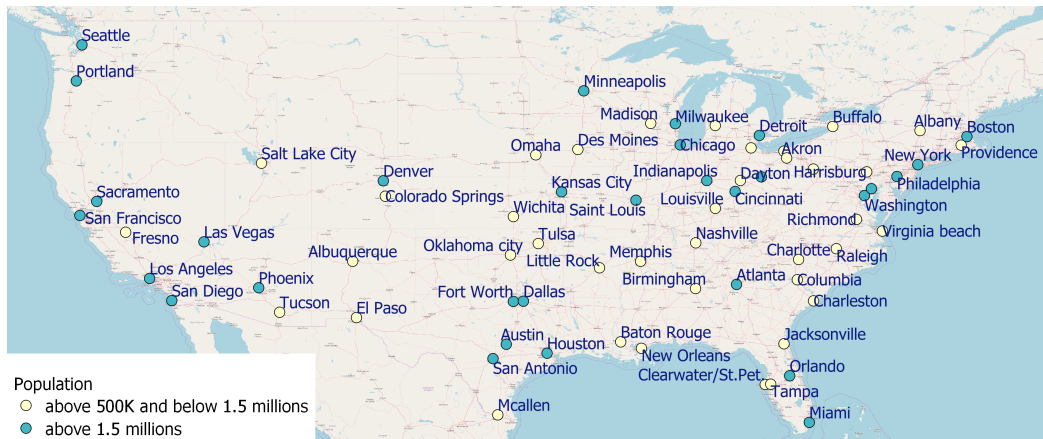 Seattle
Portland
Minneapolis
Madison
Milwaukee
Detroit
Buffalo
Albany
Boston
Omaha
Des Moines
Chicago
Akron
New York
Providence
Salt Lake City
Denver
Colorado Springs
Kansas City
Indianapolis
Dayton
Harrisburg
Philadelphia
Sacramento
San Francisco
Fresno
Las Vegas
Wichita
Saint Louis
Louisville
Cincinnati
Washington
Richmond
Virginia beach
Albuquerque
Oklahoma city
Tulsa
Little Rock
Memphis
Nashville
Charlotte
Raleigh
Los Angeles
San Diego
Phoenix
Tucson
El Paso
Fort Worth
Dallas
Birmingham
Atlanta
Columbia
Charleston
Austin
Houston
San Antonio
Baton Rouge
New Orleans
Jacksonville
Clearwater/St.Pet.
Orlando
Tampa
Mcallen
Miami
Population
above 500K and below 1.5 millions
above 1.5 millions